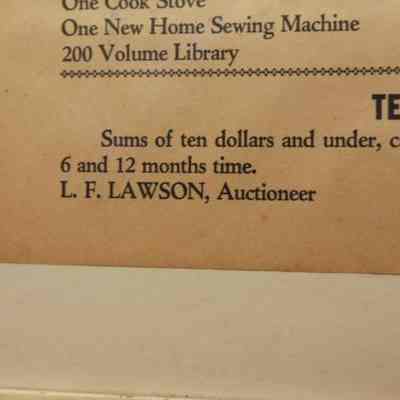 One Cook Stove
One New Home Sewing Machine
200 Volume Library
TE
Sums of ten dollars and under, c
6 and 12 months time.
L. F. LAWSON, Auctioneer